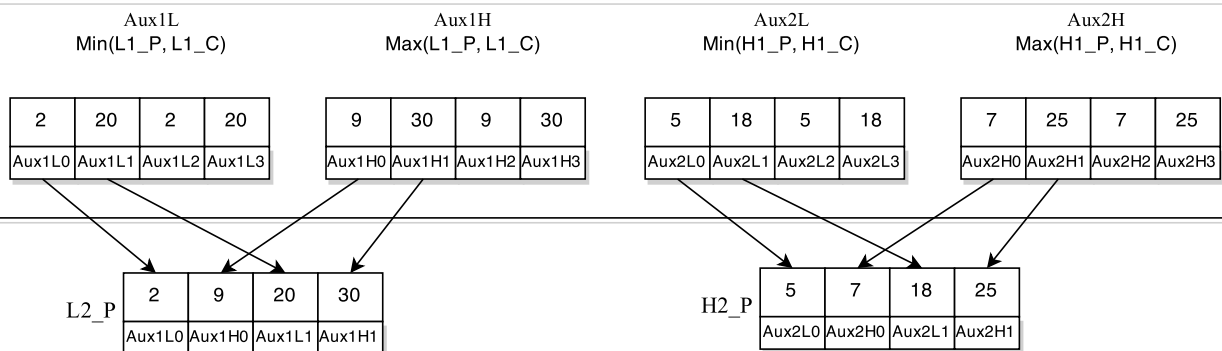 Aux1L Aux1H Aux2L Aux2H
Min(L1_P, L1_C) Max(L1_P, L1_C) Min(H1_P, H1_C) Max(H1_P, H1_C)
2 20 2 20 9 30 9 30 5 18 5 18 7 25 7 25
Aux1L0 Aux1L1 Aux1L2 Aux1L3 Aux1H0 Aux1H1 Aux1H2 Aux1H3 Aux2L0 Aux2L1 Aux2L2 Aux2L3 Aux2H0 Aux2H1 Aux2H2 Aux2H3
L2_P 2 9 20 30 H2_P 5 7 18 25
Aux1L0 Aux1H0 Aux1L1 Aux1H1 Aux2L0 Aux2H0 Aux2L1 Aux2H1